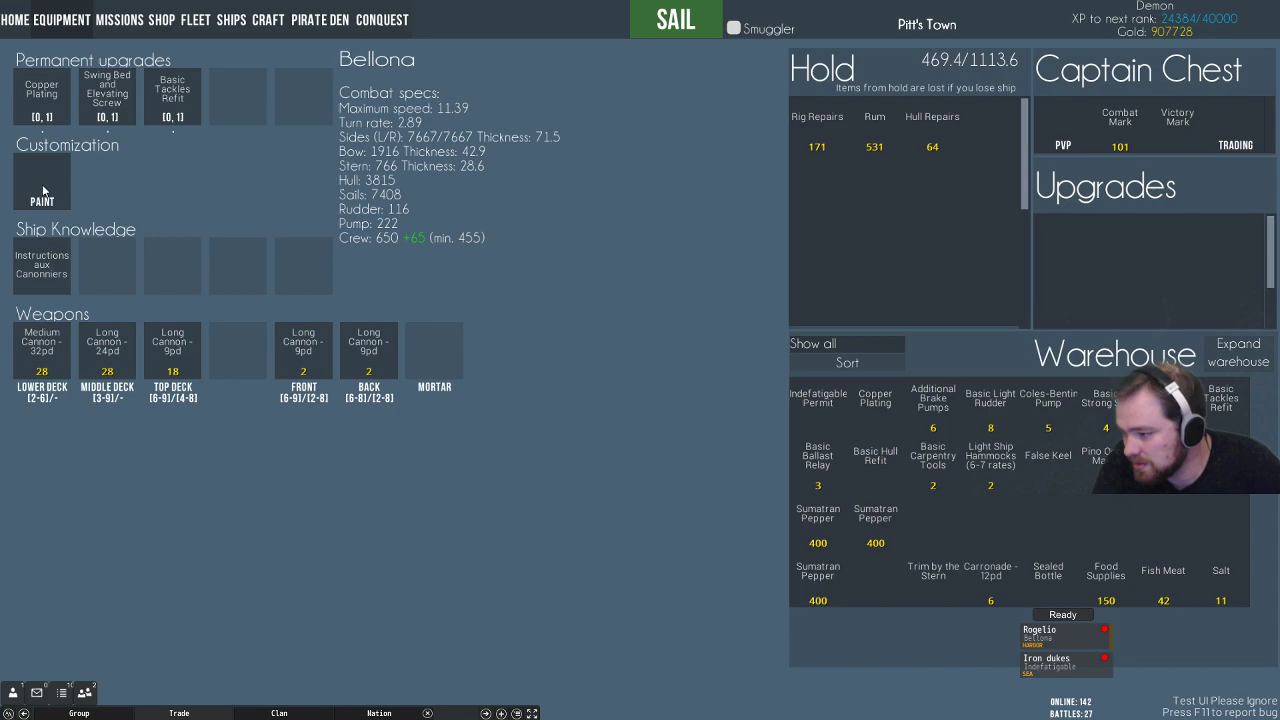 HOME EQUIPMENT MISSIONS SHOP FLEET SHIPS CRAFT PIRATE DEN CONQUEST
SAIL
Smuggler
Pitt's Town
Demon
XP to next rank: 24384/40000
Gold: 907728
Permanent upgrades
Copper Plating
[0, 1]
Swing Bed and Elevating Screw
[0, 1]
Basic Tackles Refit
[0, 1]
Customization
PAINT
Ship Knowledge
Instructions aux Canonniers
Weapons
Medium Cannon - 32pd
28
LOWER DECK
[2-6]/-
Long Cannon - 24pd
28
MIDDLE DECK
[3-9]/-
Long Cannon - 9pd
18
TOP DECK
[6-9]/[4-8]
Long Cannon - 9pd
2
FRONT
[6-9]/[2-8]
Long Cannon - 9pd
2
BACK
[6-8]/[2-8]
MORTAR
Bellona
Combat specs:
Maximum speed: 11.39
Turn rate: 2.89
Sides (L/R): 7667/7667 Thickness: 71.5
Bow: 1916 Thickness: 42.9
Stern: 766 Thickness: 28.6
Hull: 3815
Sails: 7408
Rudder: 116
Pump: 222
Crew: 650 +65 (min. 455)
Hold
469.4/1113.6
Items from hold are lost if you lose ship
Rig Repairs Rum Hull Repairs
171 531 64
Captain Chest
Combat Mark
Victory Mark
PVP 101 TRADING
Upgrades
Show all
Sort
Warehouse
Expand warehouse
Indefatigable Permit
Copper Plating
Additional Brake Pumps
6
Basic Light Rudder
8
Coles-Bentin Pump
5
Basic Strong
4
Basic Tackles Refit
Basic Ballast Relay
3
Basic Hull Refit
Basic Carpentry Tools
2
Light Ship Hammocks (6-7 rates)
2
False Keel
Pino O
Ma
Sumatran Pepper
400
Sumatran Pepper
400
Sumatran Pepper
400
Trim by the Stern
Carronade - 12pd
6
Sealed Bottle
Food Supplies
150
Fish Meat
42
Salt
11
Ready
Rogelio
Bellona
HARBOR
Iron dukes
Indefatigable
SEA
1 0 10 2
Group Trade Clan Nation
ONLINE: 142
BATTLES: 27
Test UI Please Ignore
Press F11 to report bug